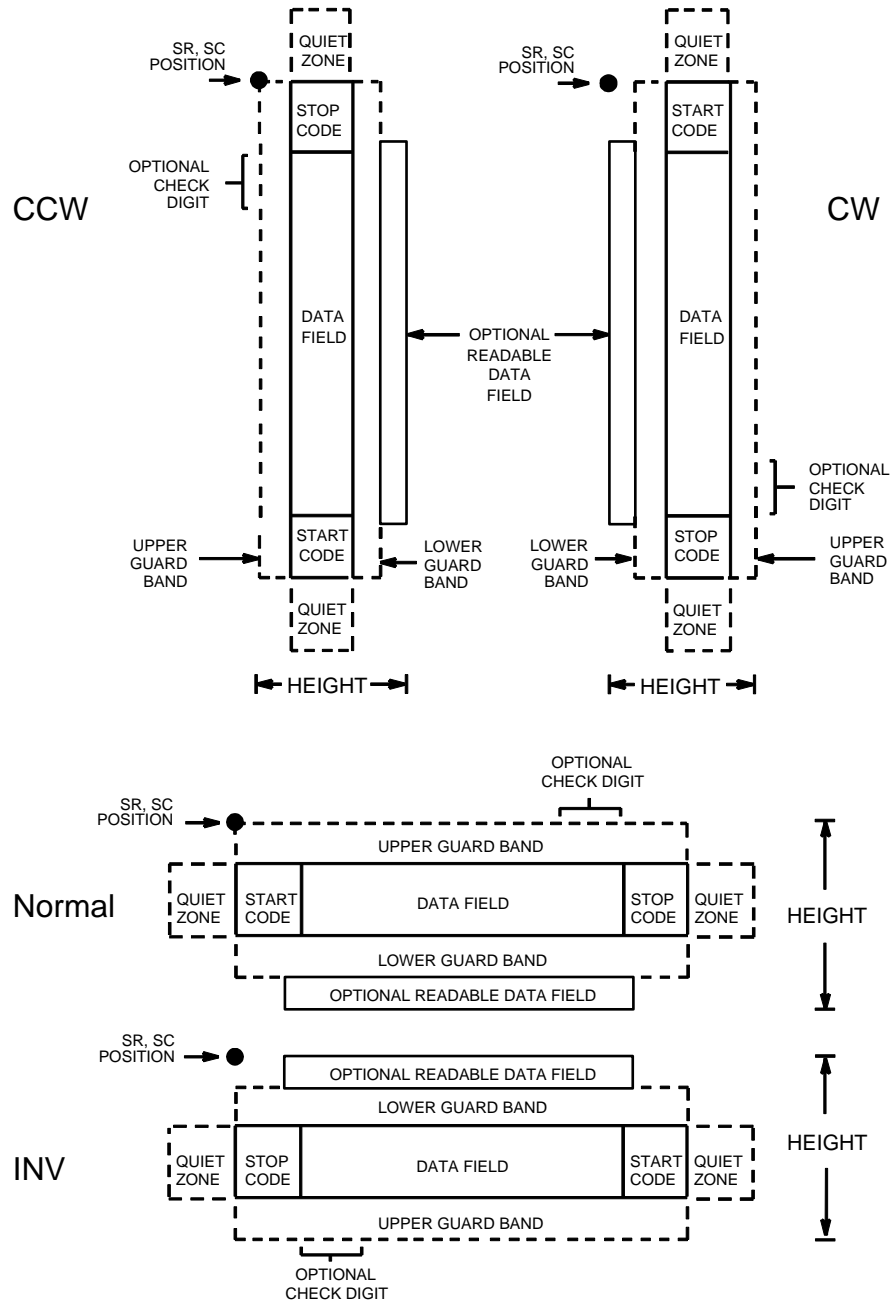 QUIET
ZONE
SR, SC
POSITION
STOP
CODE
OPTIONAL
CHECK
DIGIT
CCW
DATA
FIELD
START
CODE
UPPER
GUARD
BAND
LOWER
GUARD
BAND
QUIET
ZONE
HEIGHT
OPTIONAL
READABLE
DATA
FIELD
QUIET
ZONE
SR, SC
POSITION
START
CODE
CW
DATA
FIELD
OPTIONAL
CHECK
DIGIT
STOP
CODE
LOWER
GUARD
BAND
UPPER
GUARD
BAND
QUIET
ZONE
HEIGHT
OPTIONAL
CHECK DIGIT
SR, SC
POSITION
UPPER GUARD BAND
Normal
QUIET
ZONE
START
CODE
DATA FIELD
STOP
CODE
QUIET
ZONE
HEIGHT
LOWER GUARD BAND
OPTIONAL READABLE DATA FIELD
SR, SC
POSITION
OPTIONAL READABLE DATA FIELD
LOWER GUARD BAND
INV
QUIET
ZONE
STOP
CODE
DATA FIELD
START
CODE
QUIET
ZONE
HEIGHT
UPPER GUARD BAND
OPTIONAL
CHECK DIGIT